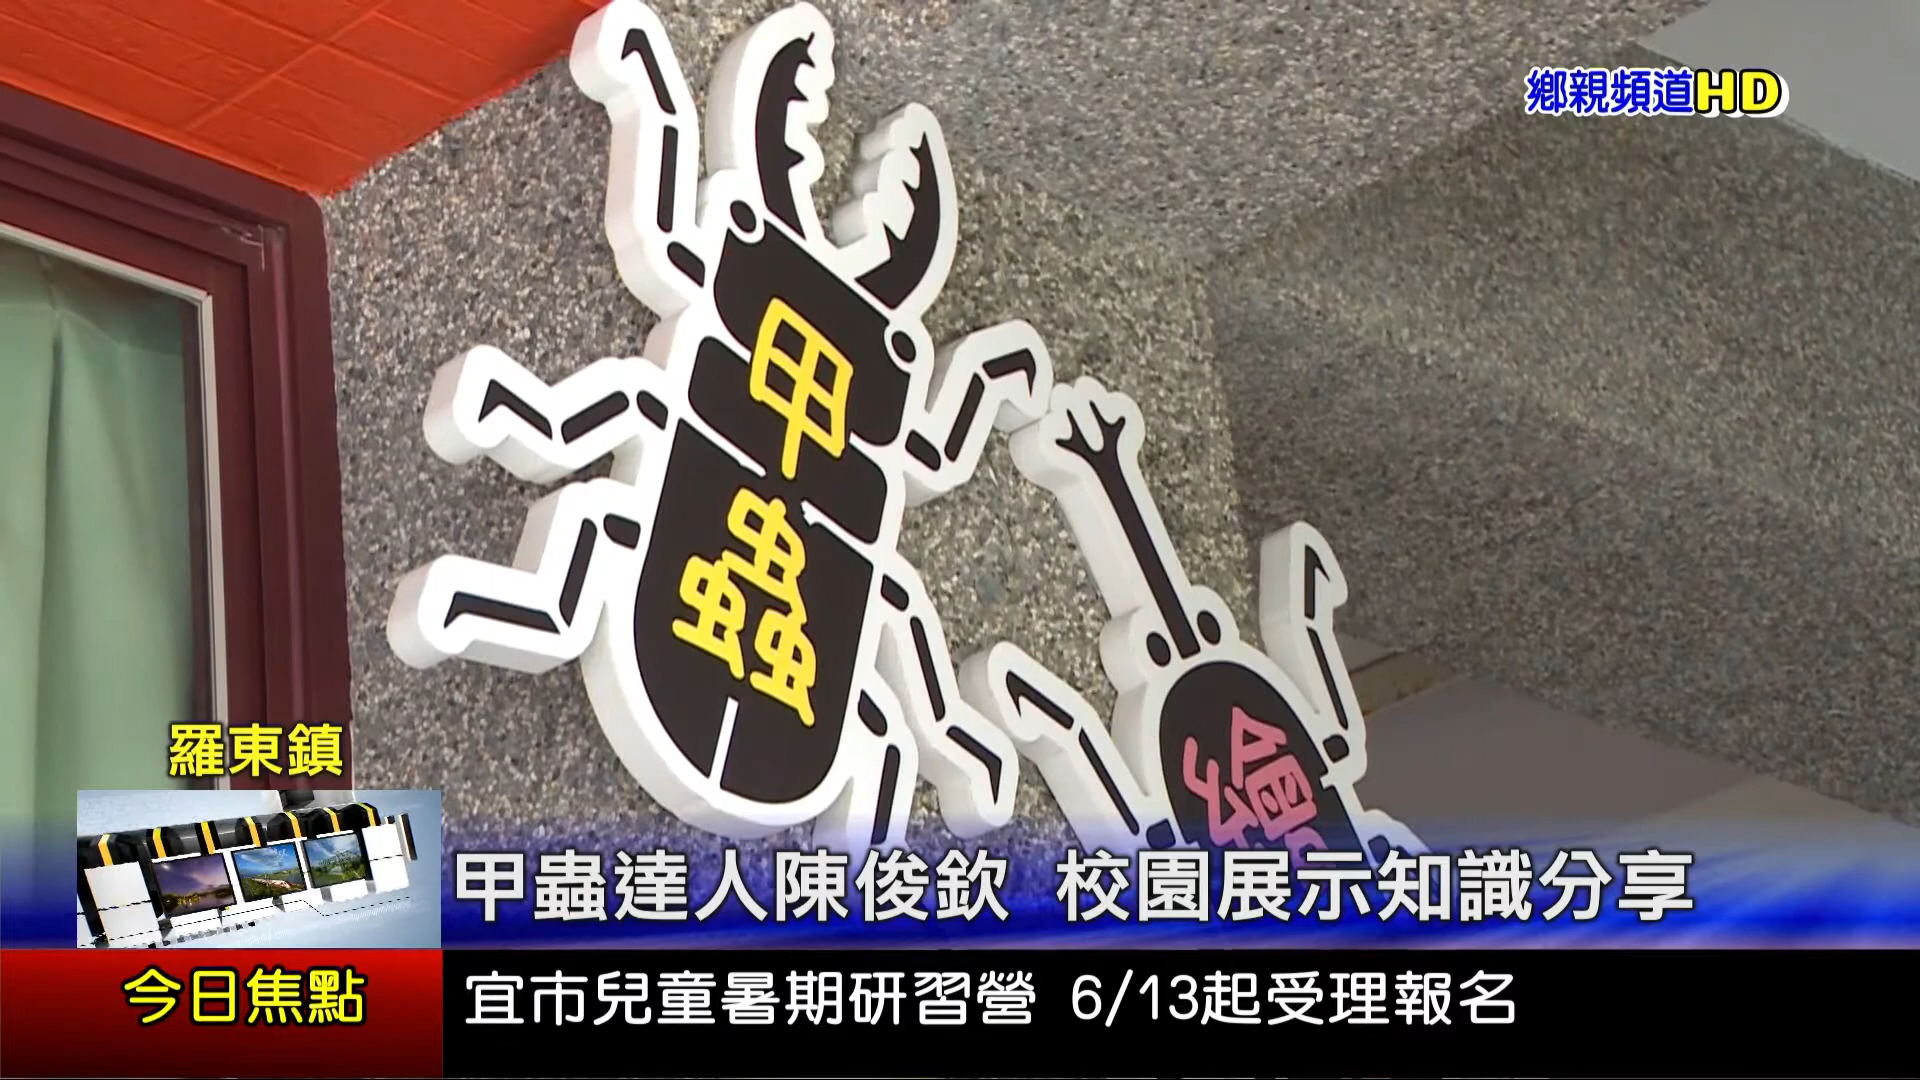 鄉親頻道HD
甲蟲
羅東鎮
甲蟲達人陳俊欽 校園展示知識分享
今日焦點
宜市兒童暑期研習營 6/13起受理報名